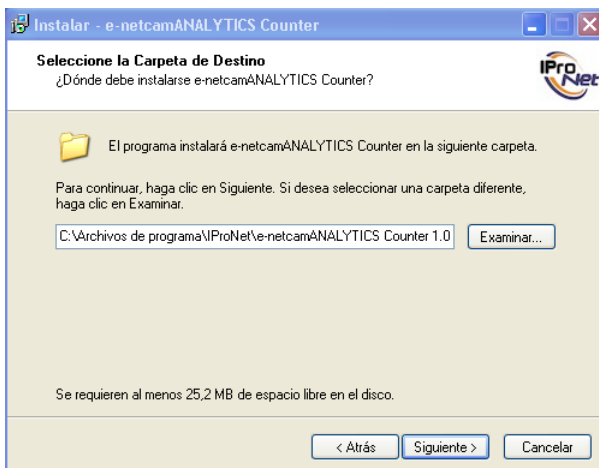 Instalar - e-netcamANALYTICS Counter
Seleccione la Carpeta de Destino
¿Dónde debe instalarse e-netcamANALYTICS Counter?
IProNet
El programa instalará e-netcamANALYTICS Counter en la siguiente carpeta.
Para continuar, haga clic en Siguiente. Si desea seleccionar una carpeta diferente,
haga clic en Examinar.
C:\Archivos de programa\IProNet\e-netcamANALYTICS Counter 1.0
Examinar...
Se requieren al menos 25,2 MB de espacio libre en el disco.
< Atrás
Siguiente >
Cancelar